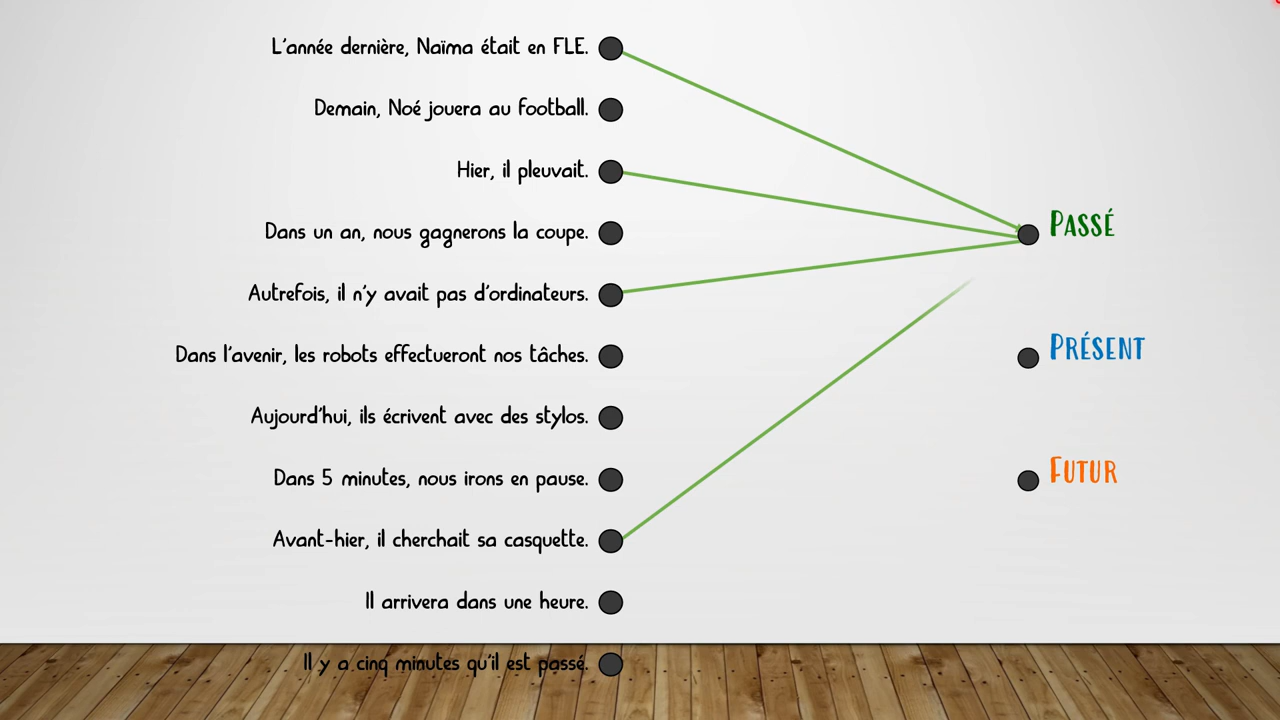 L'année dernière, Naïma était en FLE.
Demain, Noé jouera au football.
Hier, il pleuvait.
Dans un an, nous gagnerons la coupe.
Autrefois, il n'y avait pas d'ordinateurs.
Dans l'avenir, les robots effectueront nos tâches.
Aujourd'hui, ils écrivent avec des stylos.
Dans 5 minutes, nous irons en pause.
Avant-hier, il cherchait sa casquette.
Il arrivera dans une heure.
Il y a cinq minutes qu'il est passé.
PASSÉ
PRÉSENT
FUTUR